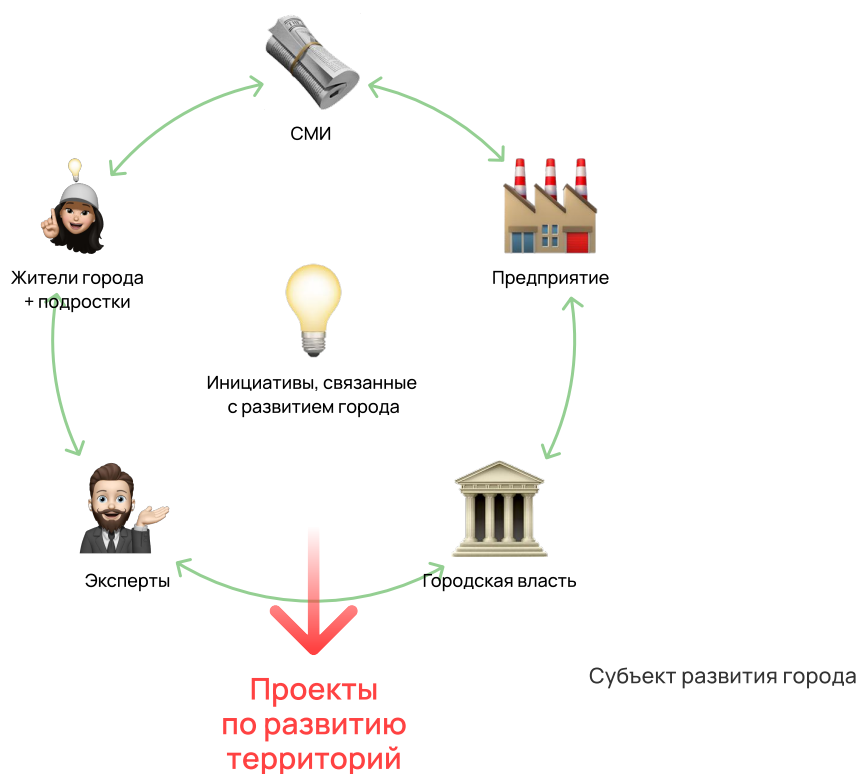 СМИ
Жители города
+ подростки
Предприятие
Инициативы, связанные
с развитием города
Эксперты
Городская власть
Субъект развития города
Проекты
по развитию
территорий